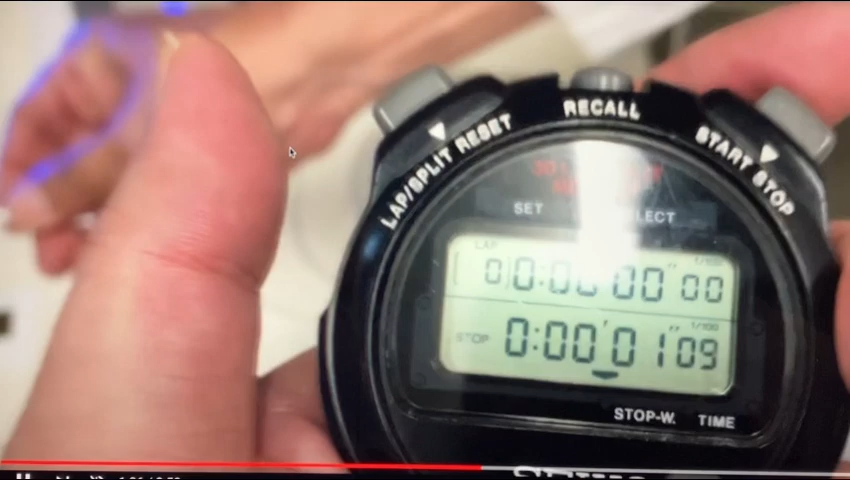 RECALL
LAP/SPLIT RESET
START STOP
SET
LAP
0 0:00 00 00
1/100
STOP 0:00'01"09
1/100
STOP-W. TIME